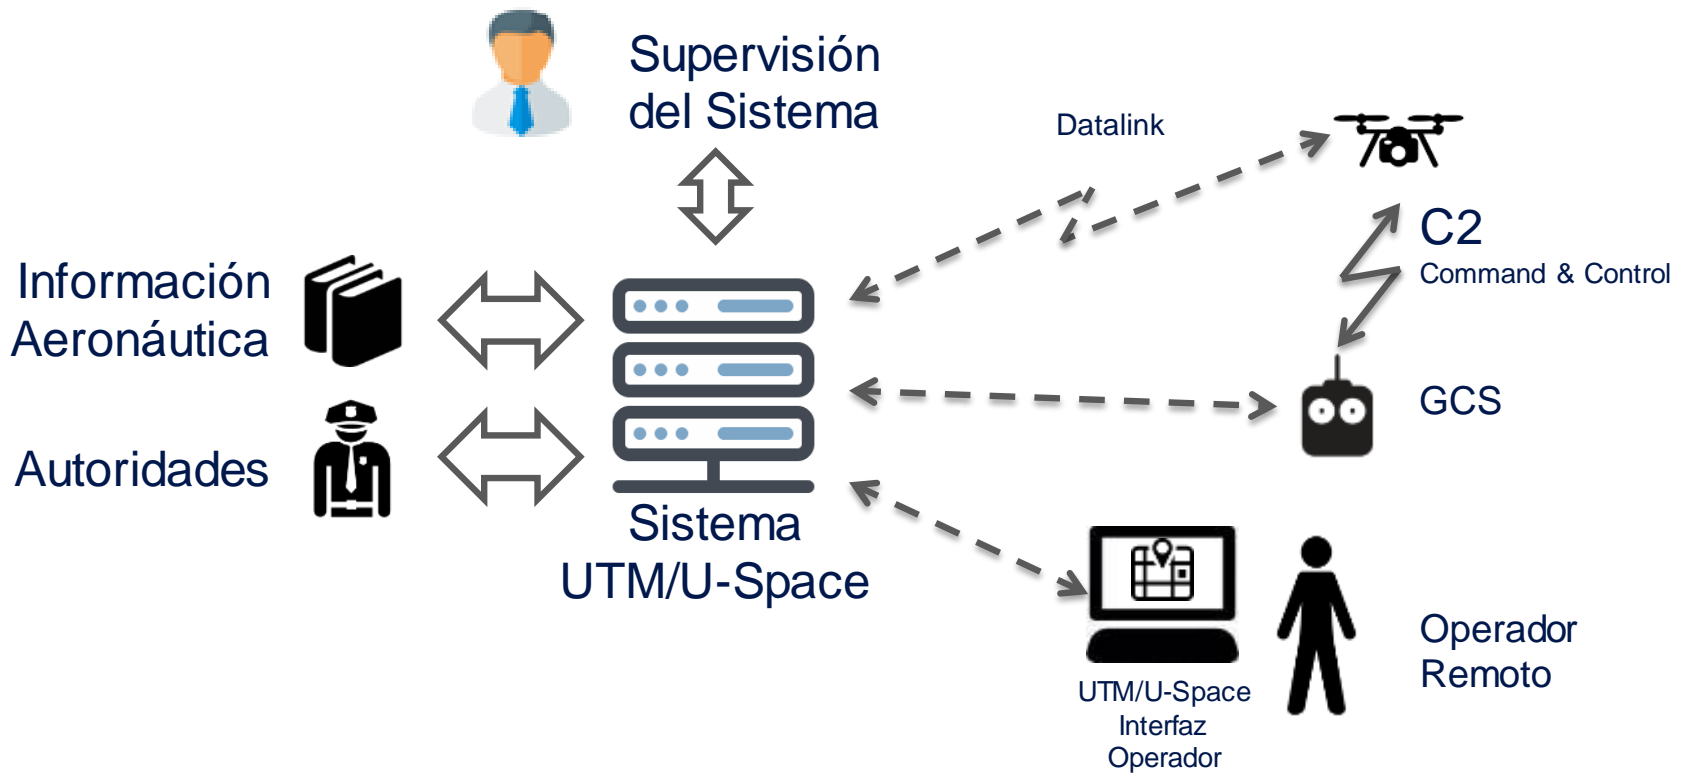 Supervisión
del Sistema
Datalink
C2
Command & Control
Información
Aeronáutica
GCS
Autoridades
Sistema
UTM/U-Space
Operador
Remoto
UTM/U-Space
Interfaz
Operador